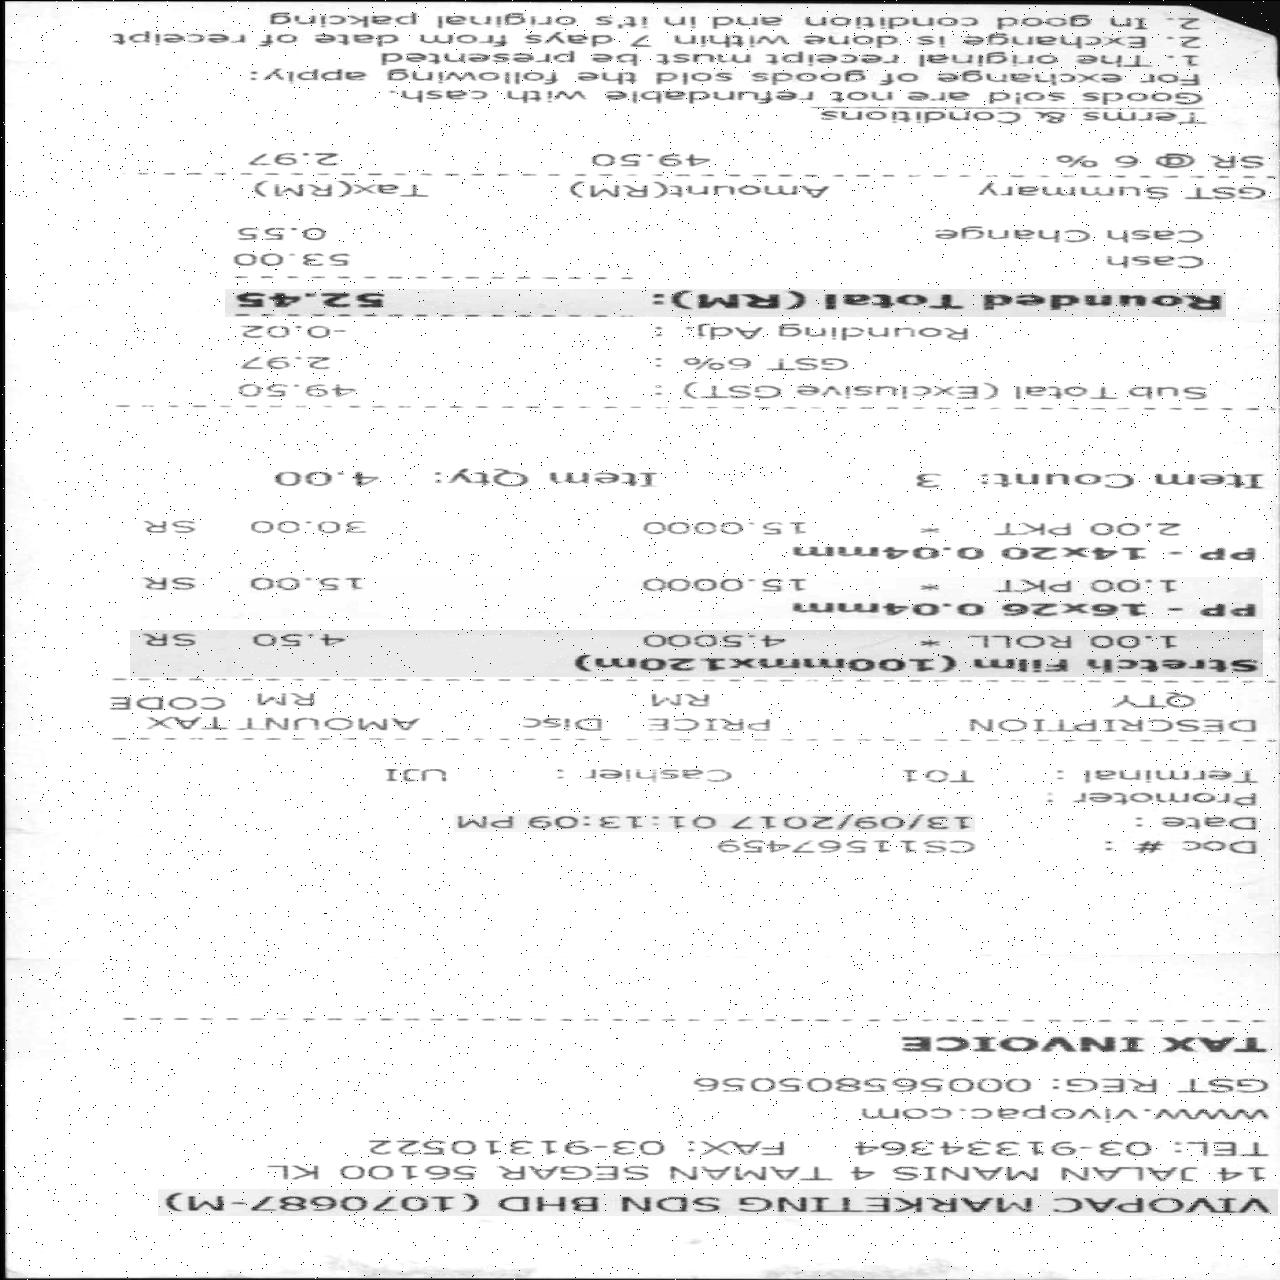 VIVOPAC MARKETING SDN BHD (1070687-M)
14 JALAN MANIS 4 TAMAN SEGAR 56100 KL
TEL: 03-91334364 FAX: 03-91310522
www.vivopac.com
GST REG: 000565805056
TAX INVOICE
Doc # : CS11567459
Date : 13/09/2017 01:13:09 PM
Promoter :
Terminal : T01 Cashier : UJI
DESCRIPTION PRICE Disc AMOUNT TAX
QTY RM RM CODE
Stretch Film (100mmx120m)
1.00 ROLL * 4.5000 4.50 SR
PP - 16x26 0.04mm
1.00 PKT * 15.0000 15.00 SR
PP - 14x20 0.04mm
2.00 PKT * 15.0000 30.00 SR
Item Count: 3 Item Qty: 4.00
Sub Total (Exclusive GST) : 49.50
GST 6% : 2.97
Rounding Adj. : -0.02
Rounded Total (RM): 52.45
Cash 53.00
Cash Change 0.55
GST Summary Amount(RM) Tax(RM)
SR @ 6 % 49.50 2.97
Terms & Conditions
Goods sold are not refundable with cash.
For exchange of goods sold the following apply:
1. The original receipt must be presented
2. Exchange is done within 7 days from date of receipt
2. In good condition and in it's original pakcing